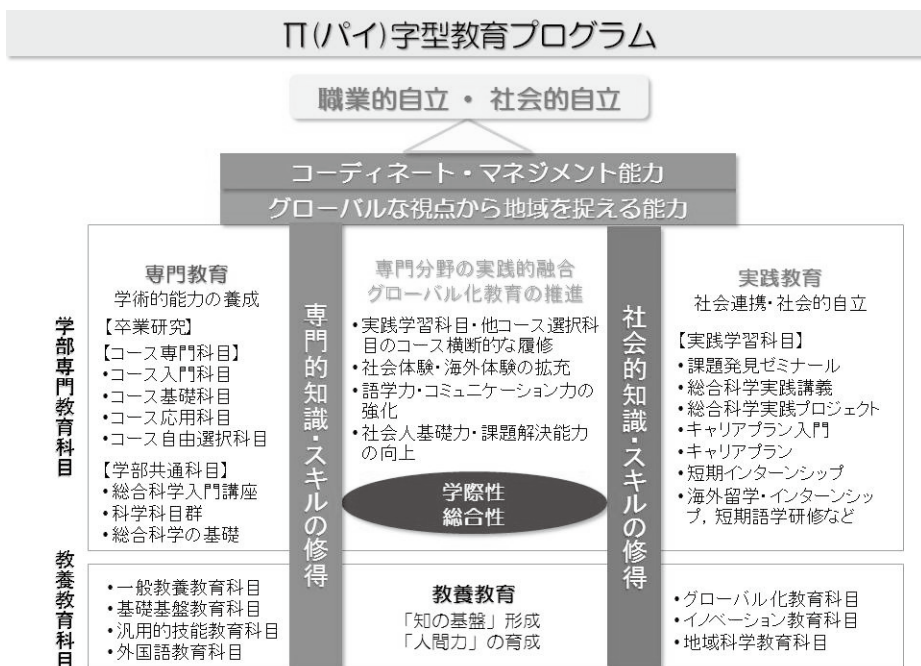 Π(パイ)字型教育プログラム
職業的自立・社会的自立
コーディネート・マネジメント能力
グローバルな視点から地域を捉える能力
学部専門教育科目
専門教育
学術的能力の養成
【卒業研究】
【コース専門科目】
•コース入門科目
•コース基礎科目
•コース応用科目
•コース自由選択科目
【学部共通科目】
•総合科学入門講座
•科学科目群
•総合科学の基礎
専門的知識・スキルの修得
専門分野の実践的融合
グローバル化教育の推進
•実践学習科目・他コース選択科
目のコース横断的な履修
•社会体験・海外体験の拡充
•語学力・コミュニケーション力の
強化
•社会人基礎力・課題解決能力
の向上
学際性
総合性
社会的知識・スキルの修得
実践教育
社会連携・社会的自立
【実践学習科目】
•課題発見ゼミナール
•総合科学実践講義
•総合科学実践プロジェクト
•キャリアプラン入門
•キャリアプラン
•短期インターンシップ
•海外留学・インターンシッ
プ, 短期語学研修など
教養教育科目
•一般教養教育科目
•基礎基盤教育科目
•汎用的技能教育科目
•外国語教育科目
教養教育
「知の基盤」形成
「人間力」の育成
•グローバル化教育科目
•イノベーション教育科目
•地域科学教育科目